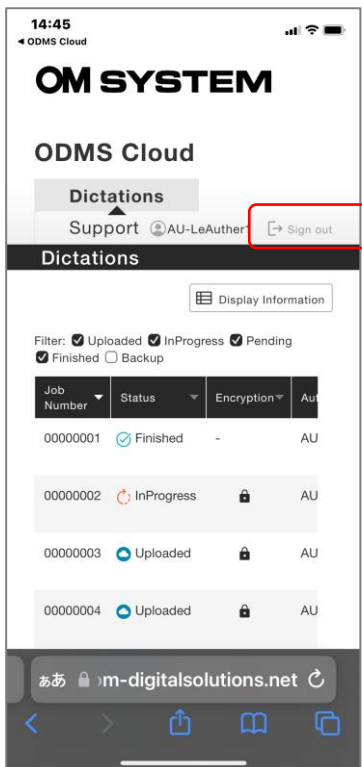 14:45
◀ ODMS Cloud
OM SYSTEM
ODMS Cloud
Dictations
Support AU-LeAuther1 Sign out
Dictations
Display Information
Filter: Uploaded InProgress Pending
Finished Backup
Job Number Status Encryption Aut
00000001 Finished - AU
00000002 InProgress AU
00000003 Uploaded AU
00000004 Uploaded AU
ぁあ m-digitalsolutions.net